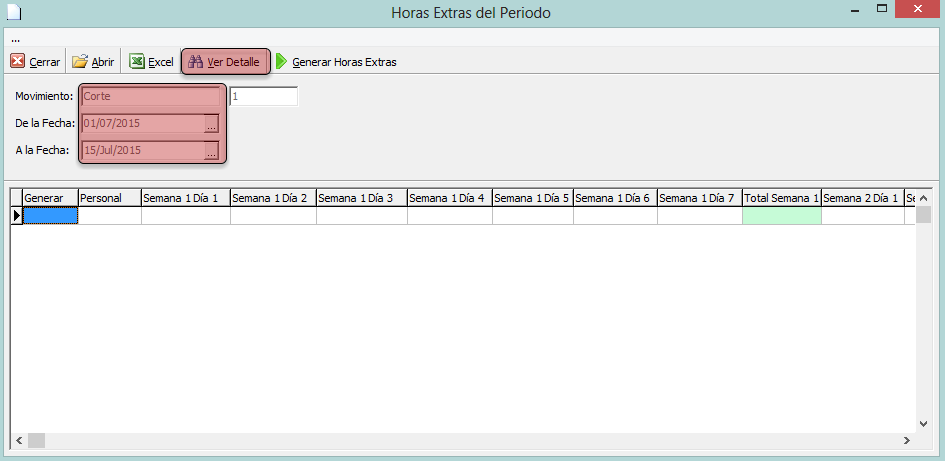 Horas Extras del Periodo
...
Cerrar Abrir Excel Ver Detalle Generar Horas Extras
Movimiento: Corte 1
De la Fecha: 01/07/2015 ...
A la Fecha: 15/Jul/2015 ...
Generar Personal Semana 1 Día 1 Semana 1 Día 2 Semana 1 Día 3 Semana 1 Día 4 Semana 1 Día 5 Semana 1 Día 6 Semana 1 Día 7 Total Semana 1 Semana 2 Día 1 Se